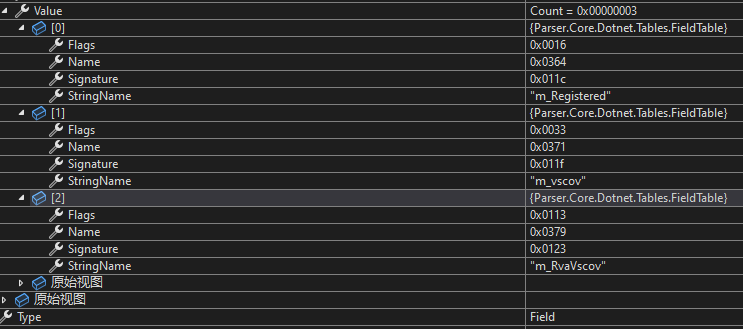 Value Count = 0x00000003
[0] {Parser.Core.Dotnet.Tables.FieldTable}
Flags 0x0016
Name 0x0364
Signature 0x011c
StringName "m_Registered"
[1] {Parser.Core.Dotnet.Tables.FieldTable}
Flags 0x0033
Name 0x0371
Signature 0x011f
StringName "m_vscov"
[2] {Parser.Core.Dotnet.Tables.FieldTable}
Flags 0x0113
Name 0x0379
Signature 0x0123
StringName "m_RvaVscov"
原始视图
原始视图
Type Field